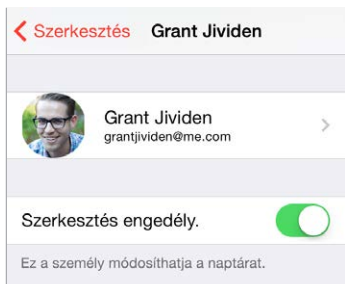 Szerkesztés Grant Jividen
Grant Jividen
grantjividen@me.com
Szerkesztés engedély.
Ez a személy módosíthatja a naptárat.